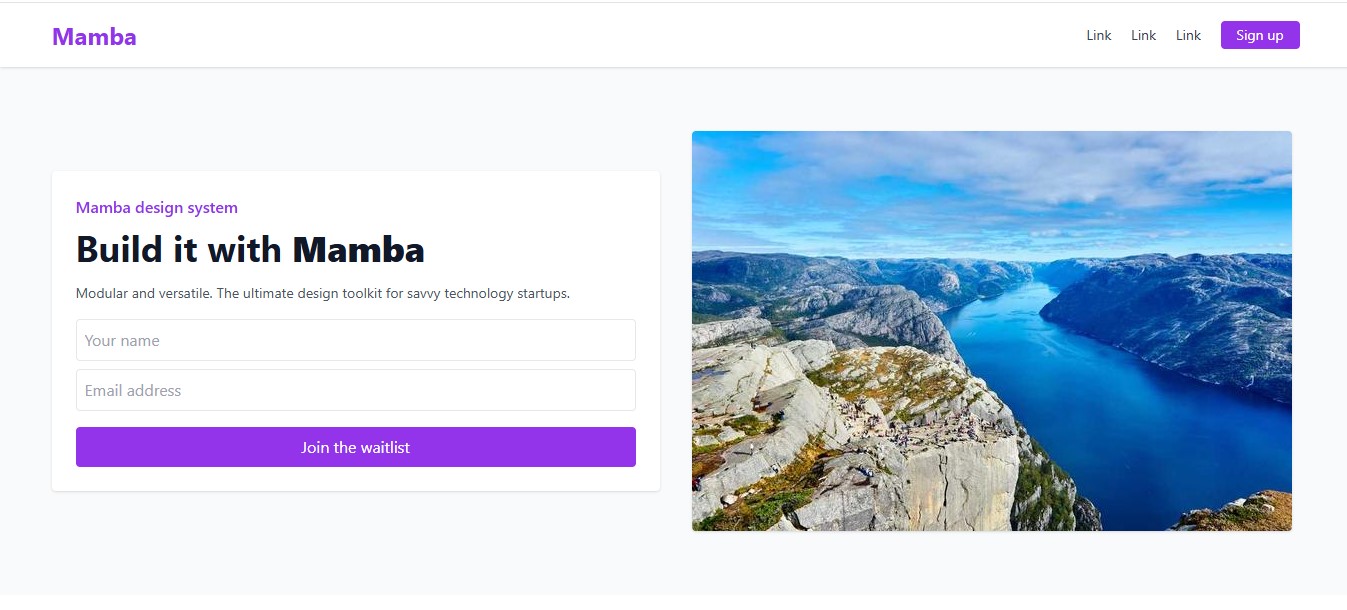 Mamba
Link Link Link Sign up
Mamba design system
Build it with Mamba
Modular and versatile. The ultimate design toolkit for savvy technology startups.
Your name
Email address
Join the waitlist